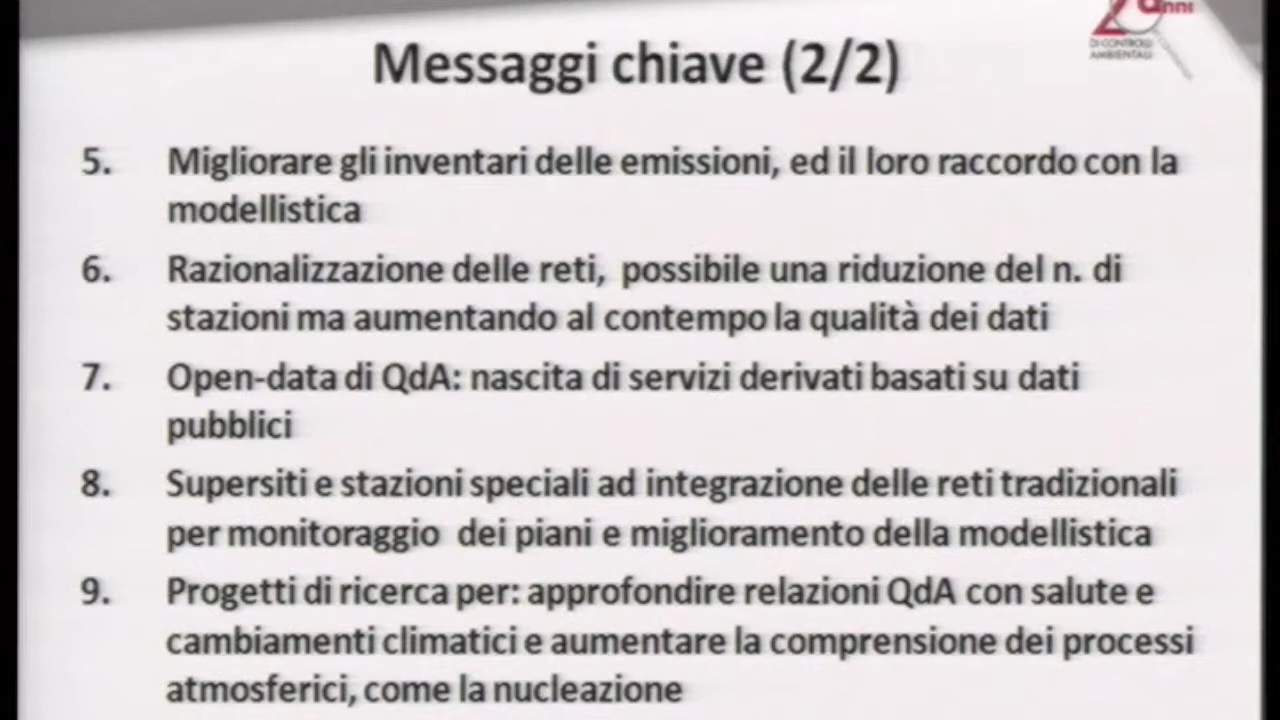 anni
DI CONTROLLI
AMBIENTALI
Messaggi chiave (2/2)
5. Migliorare gli inventari delle emissioni, ed il loro raccordo con la
modellistica
6. Razionalizzazione delle reti, possibile una riduzione del n. di
stazioni ma aumentando al contempo la qualità dei dati
7. Open-data di QdA: nascita di servizi derivati basati su dati
pubblici
8. Supersiti e stazioni speciali ad integrazione delle reti tradizionali
per monitoraggio dei piani e miglioramento della modellistica
9. Progetti di ricerca per: approfondire relazioni QdA con salute e
cambiamenti climatici e aumentare la comprensione dei processi
atmosferici, come la nucleazione